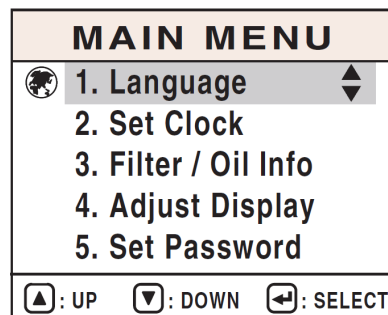 MAIN MENU
1. Language
2. Set Clock
3. Filter / Oil Info
4. Adjust Display
5. Set Password
: UP : DOWN : SELECT